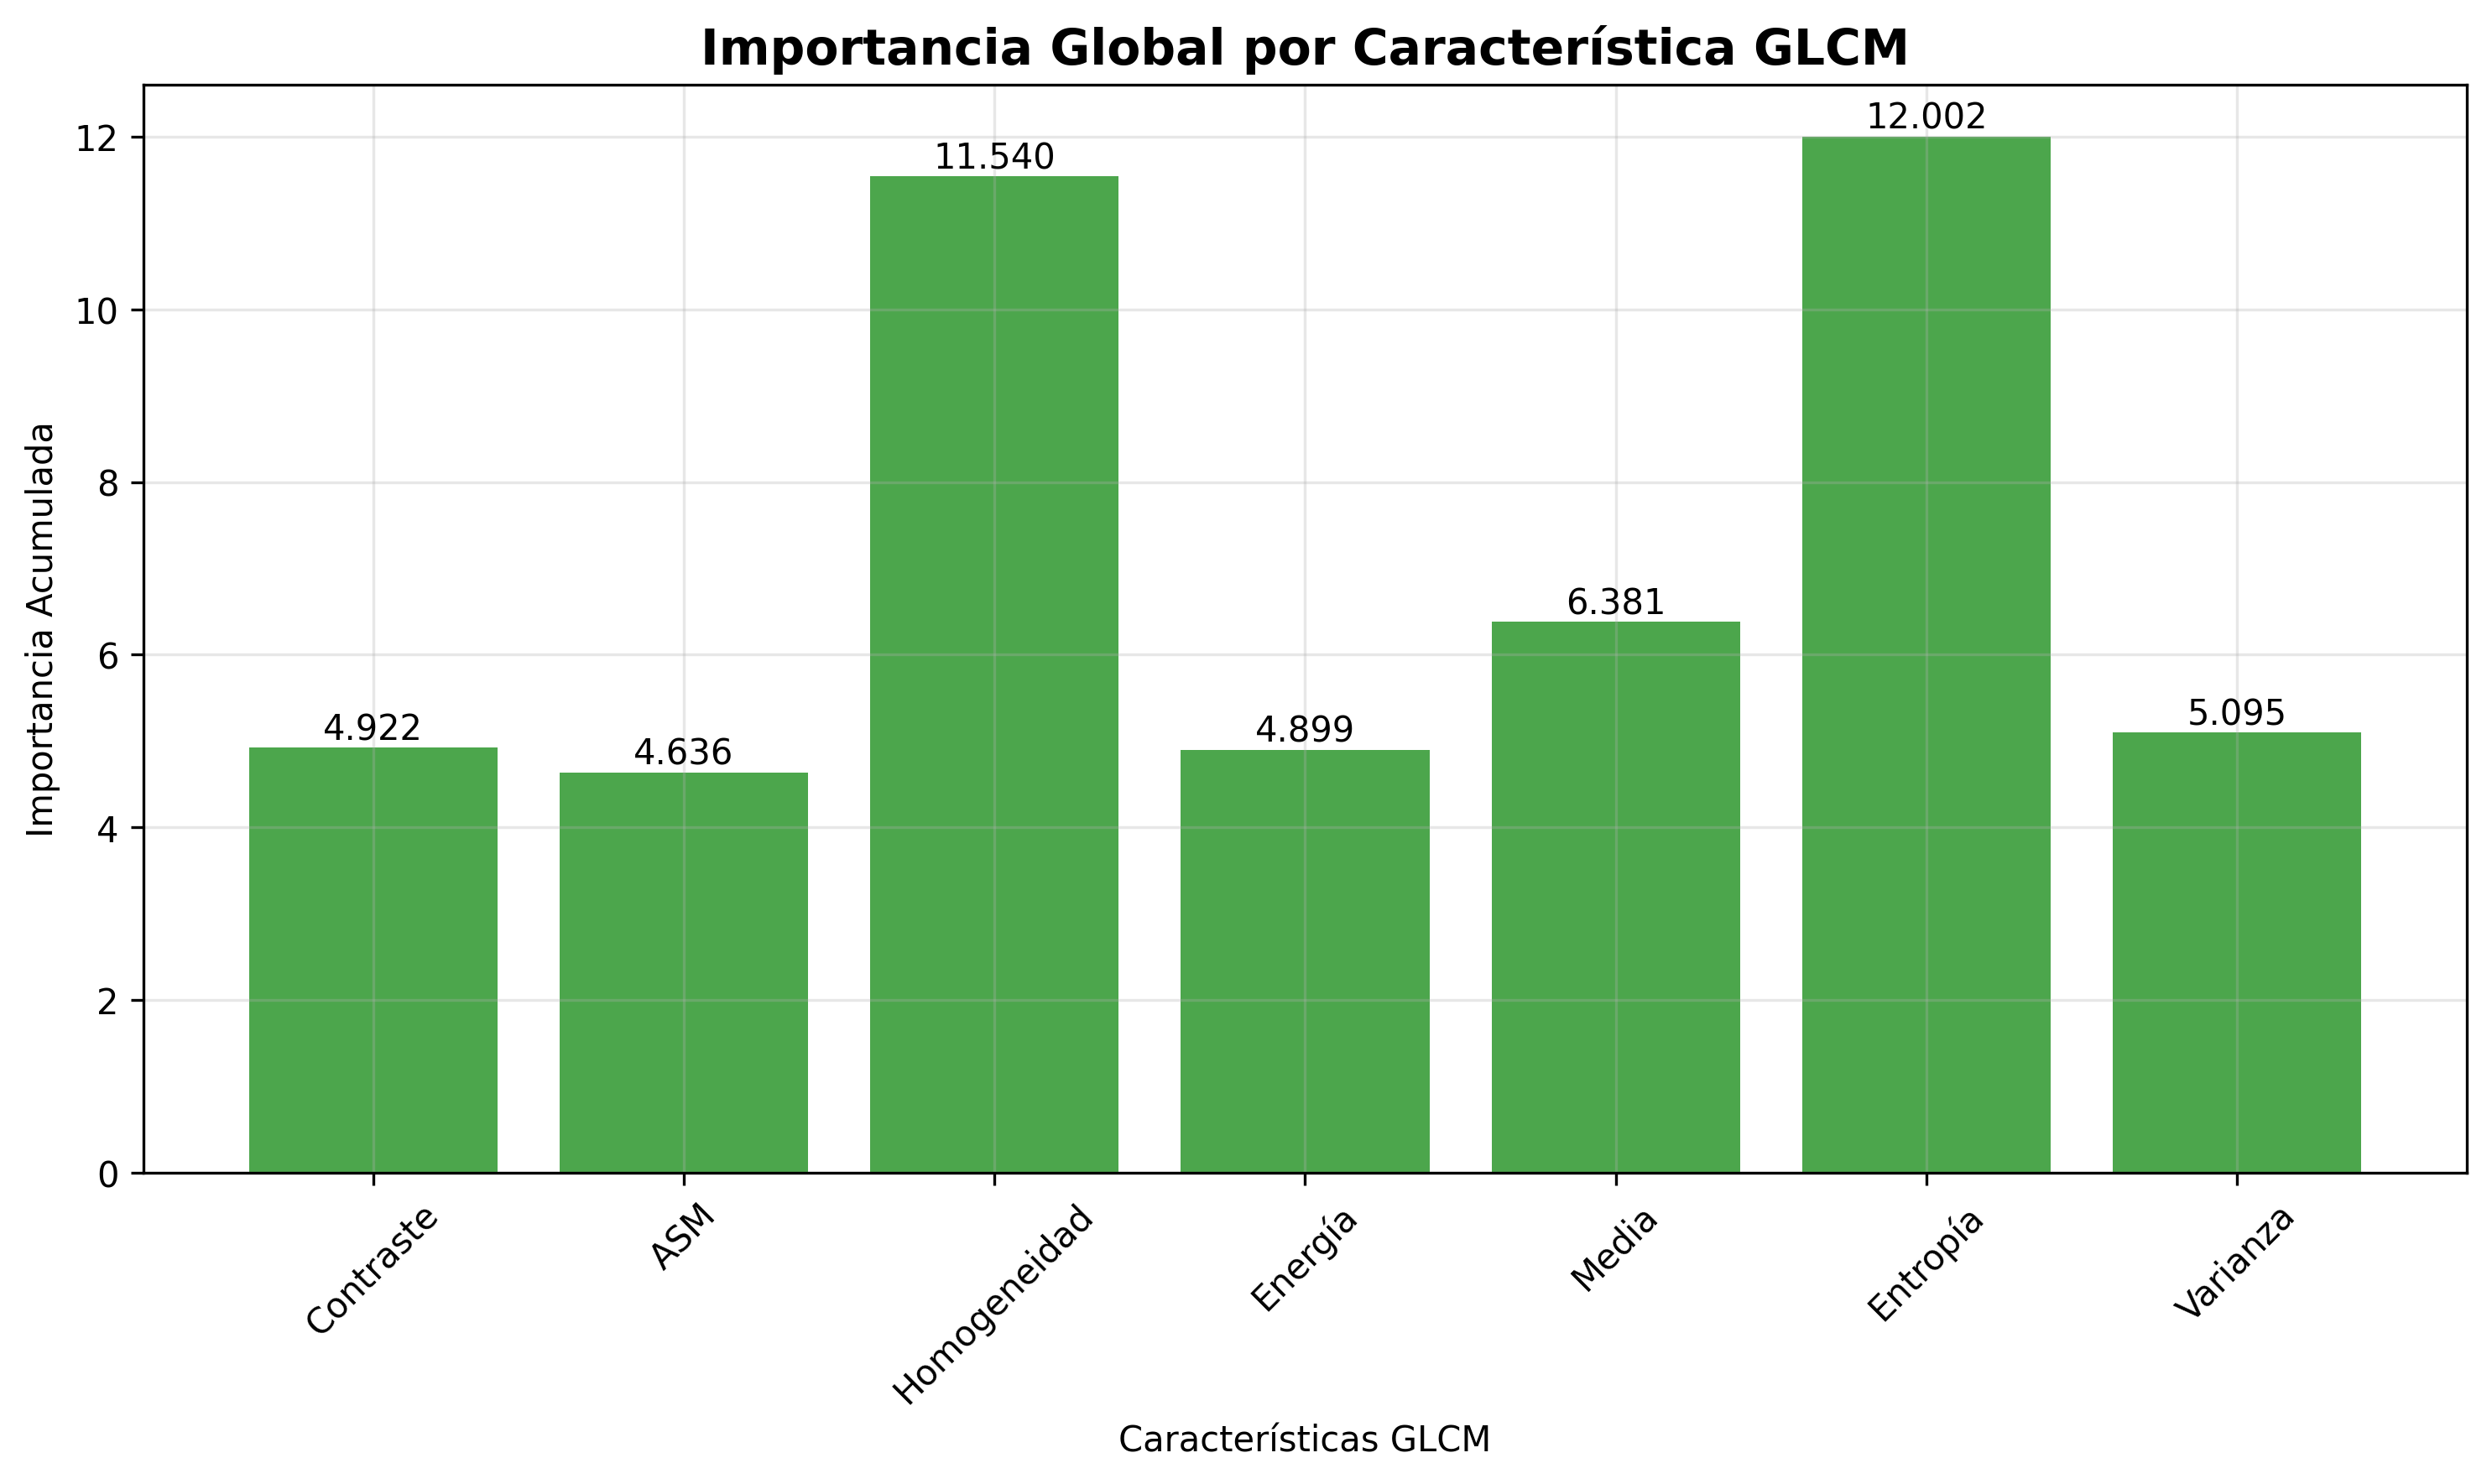 Importancia Global por Característica GLCM
Importancia Acumulada
12
10
8
6
4
2
0
4.922
4.636
11.540
4.899
6.381
12.002
5.095
Contraste
ASM
Homogeneidad
Energía
Media
Entropía
Varianza
Características GLCM